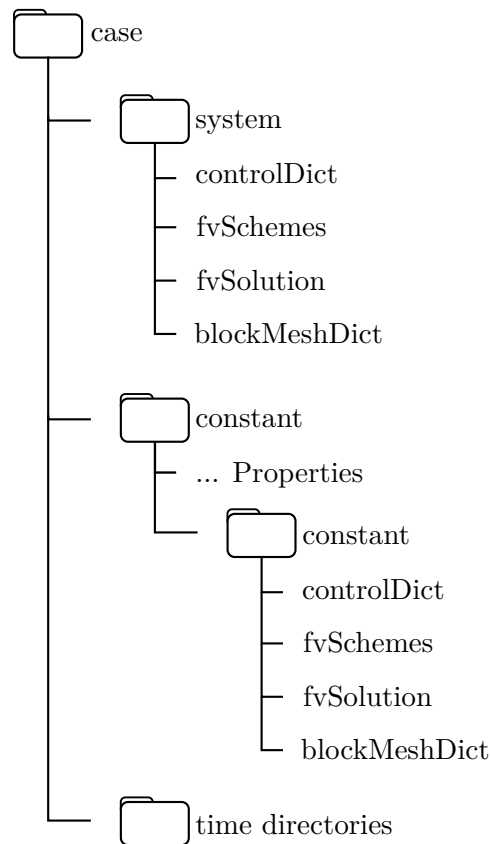 case
system
controlDict
fvSchemes
fvSolution
blockMeshDict
constant
... Properties
constant
controlDict
fvSchemes
fvSolution
blockMeshDict
time directories